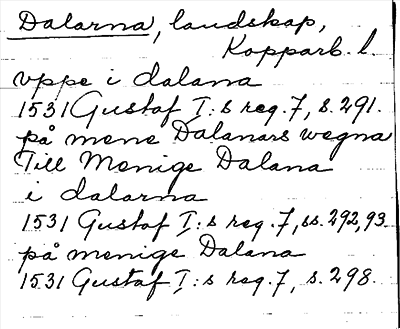 Dalarna, landskap,
Kopparb. l.
vppe i dalana
1531 Gustaf I:s reg. 7, s. 291.
på mene Dalanars wegna
Till Menige Dalana
i dalarna
1531 Gustaf I:s reg. 7, ss. 292, 93.
på menige Dalana
1531 Gustaf I:s reg. 7, s. 298.